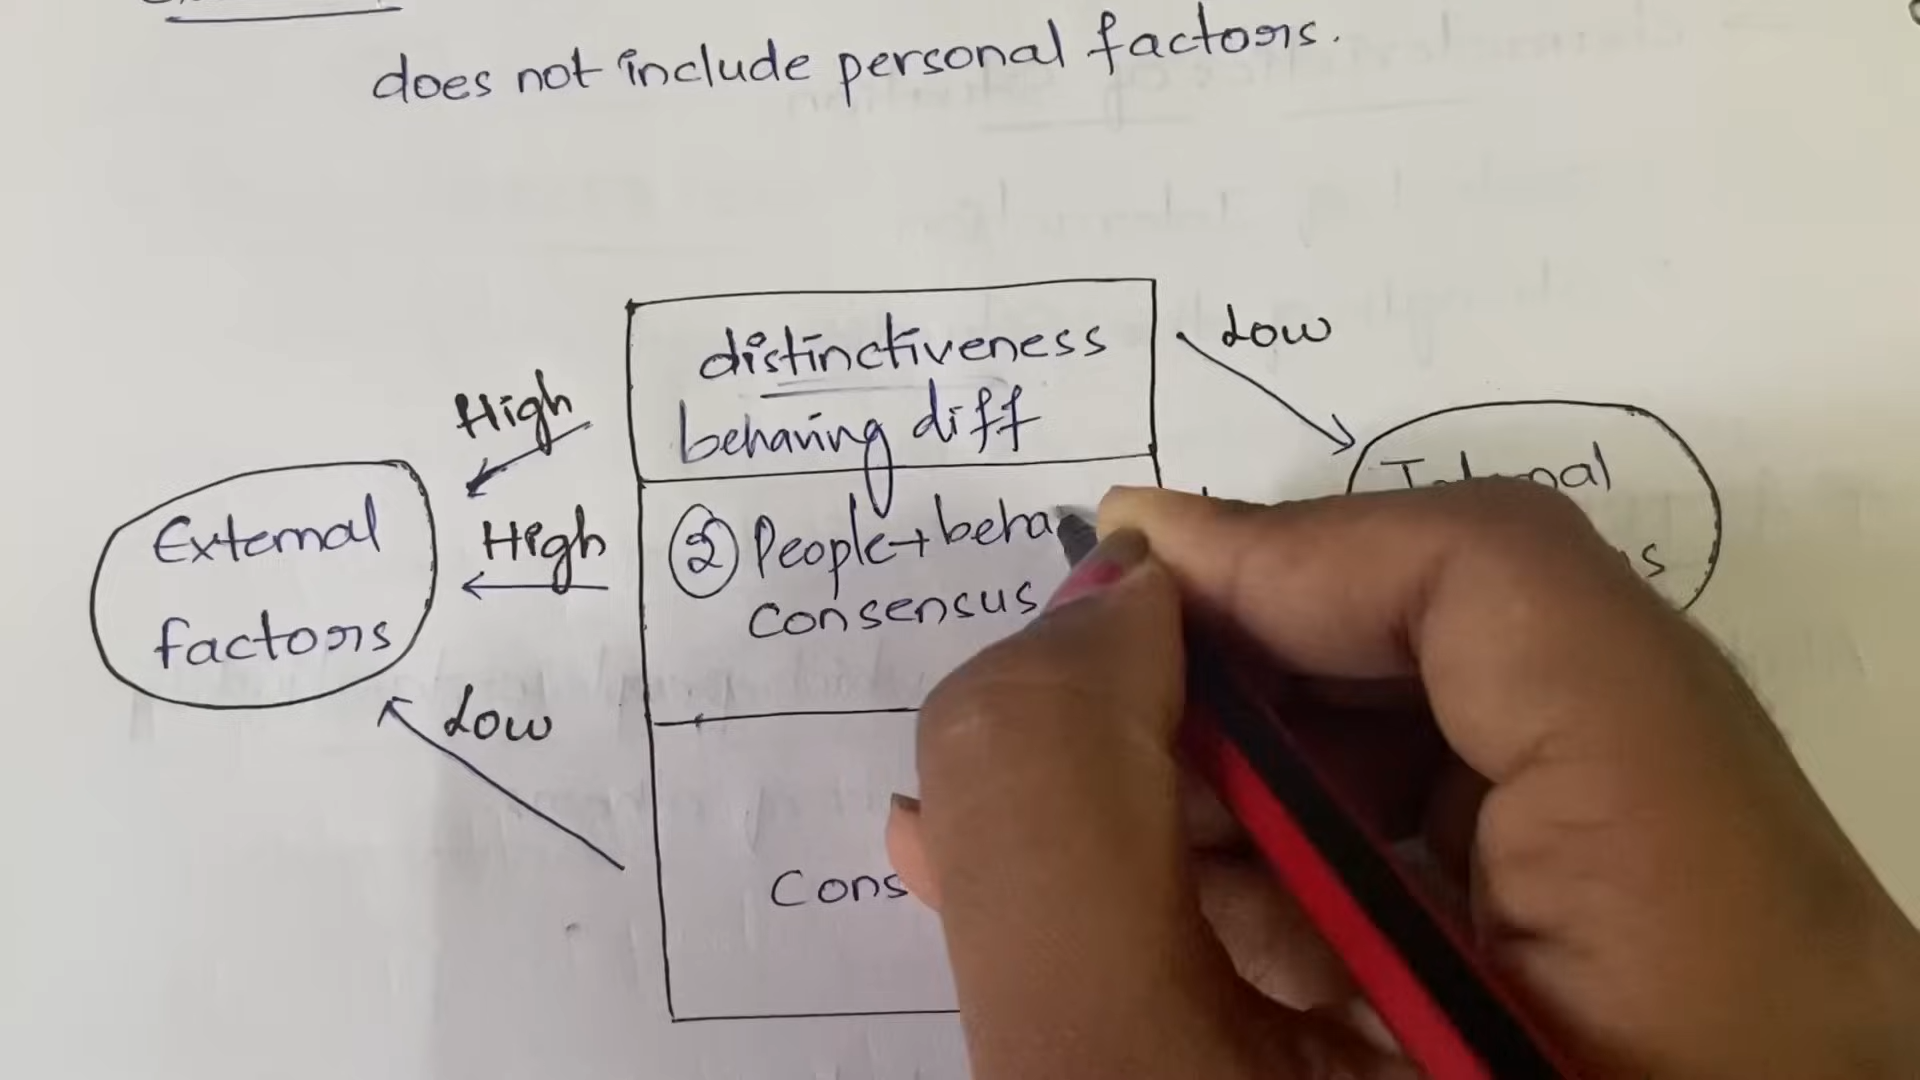 does not include personal factors.
distinctiveness
behaving diff
② People → beha
consensus
Cons
High
High
Low
External
factors
Low